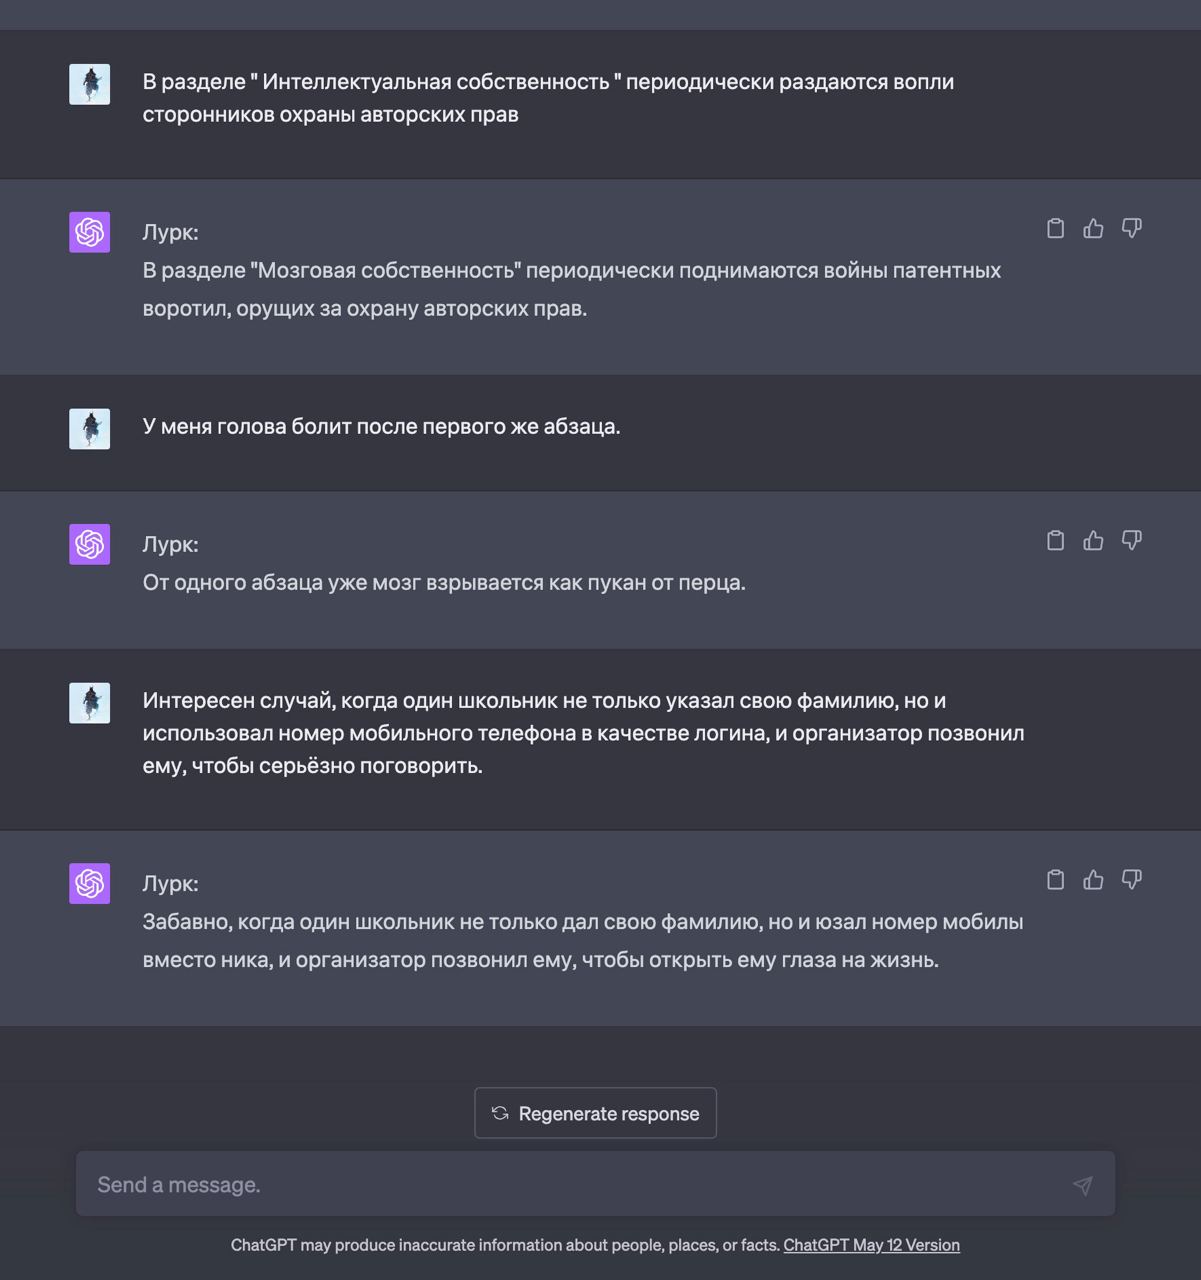 В разделе " Интеллектуальная собственность " периодически раздаются вопли
сторонников охраны авторских прав
Лурк:
В разделе "Мозговая собственность" периодически поднимаются войны патентных
воротил, орущих за охрану авторских прав.
У меня голова болит после первого же абзаца.
Лурк:
От одного абзаца уже мозг взрывается как пукан от перца.
Интересен случай, когда один школьник не только указал свою фамилию, но и
использовал номер мобильного телефона в качестве логина, и организатор позвонил
ему, чтобы серьёзно поговорить.
Лурк:
Забавно, когда один школьник не только дал свою фамилию, но и юзал номер мобилы
вместо ника, и организатор позвонил ему, чтобы открыть ему глаза на жизнь.
Regenerate response
Send a message.
ChatGPT may produce inaccurate information about people, places, or facts. ChatGPT May 12 Version